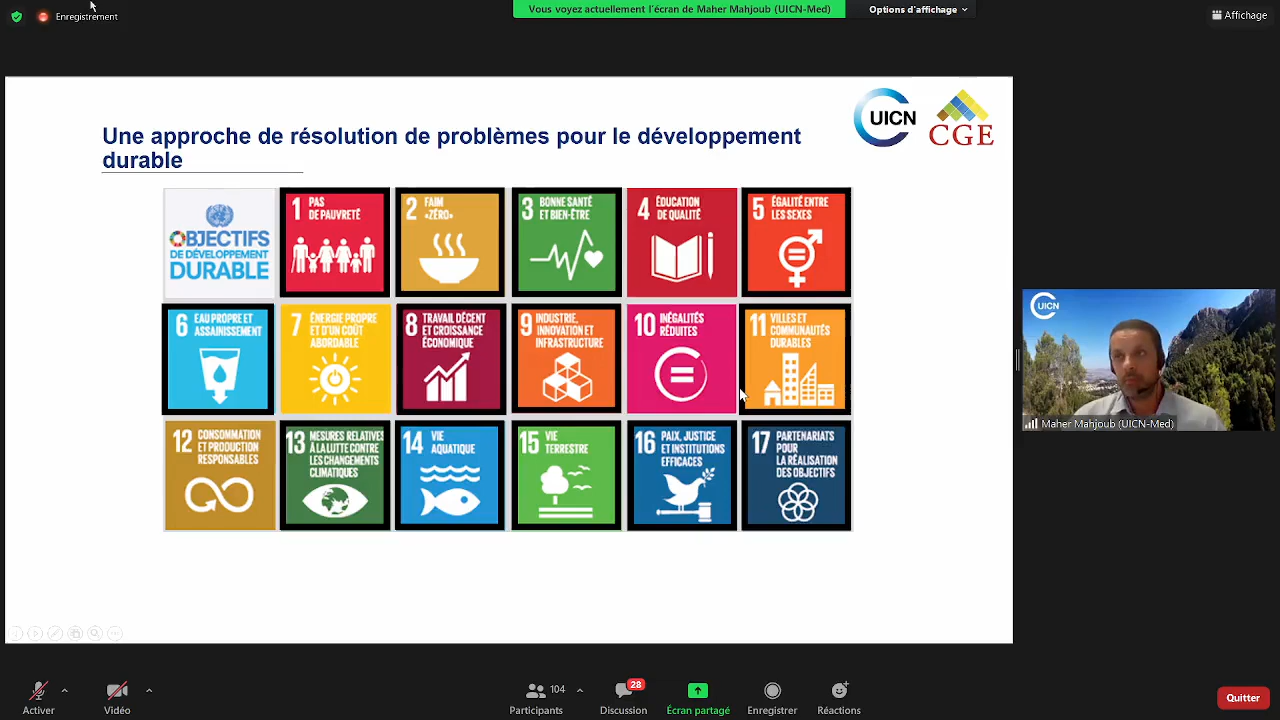 Enregistrement
Vous voyez actuellement l'écran de Maher Mahjoub (UICN-Med)
Options d'affichage
Affichage
UICN
CGE
Une approche de résolution de problèmes pour le développement
durable
OBJECTIFS
DE DÉVELOPPEMENT
DURABLE
1 PAS
DE PAUVRETÉ
2 FAIM
«ZÉRO»
3 BONNE SANTÉ
ET BIEN-ÊTRE
4 ÉDUCATION
DE QUALITÉ
5 ÉGALITÉ ENTRE
LES SEXES
6 EAU PROPRE ET
ASSAINISSEMENT
7 ÉNERGIE PROPRE
ET D'UN COÛT
ABORDABLE
8 TRAVAIL DÉCENT
ET CROISSANCE
ÉCONOMIQUE
9 INDUSTRIE,
INNOVATION ET
INFRASTRUCTURE
10 INÉGALITÉS
RÉDUITES
11 VILLES ET
COMMUNAUTÉS
DURABLES
12 CONSOMMATION
ET PRODUCTION
RESPONSABLES
13 MESURES RELATIVES
À LA LUTTE CONTRE
LES CHANGEMENTS
CLIMATIQUES
14 VIE
AQUATIQUE
15 VIE
TERRESTRE
16 PAIX, JUSTICE
ET INSTITUTIONS
EFFICACES
17 PARTENARIATS
POUR
LA RÉALISATION
DES OBJECTIFS
UICN
Maher Mahjoub (UICN-Med)
Activer
Vidéo
104
Participants
28
Discussion
Écran partagé
Enregistrer
Réactions
Quitter